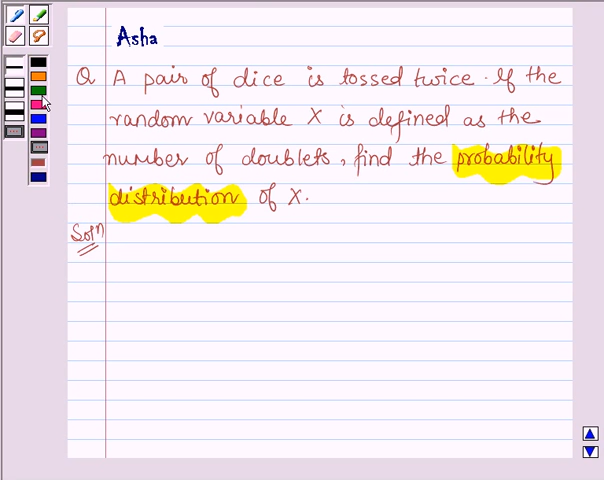 Asha
Q A pair of dice is tossed twice. If the
random variable X is defined as the
number of doublets, find the probability
distribution of X.
Solⁿ